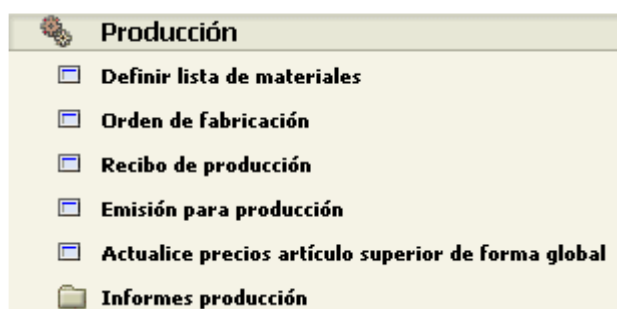 Producción
Definir lista de materiales
Orden de fabricación
Recibo de producción
Emisión para producción
Actualice precios artículo superior de forma global
Informes producción